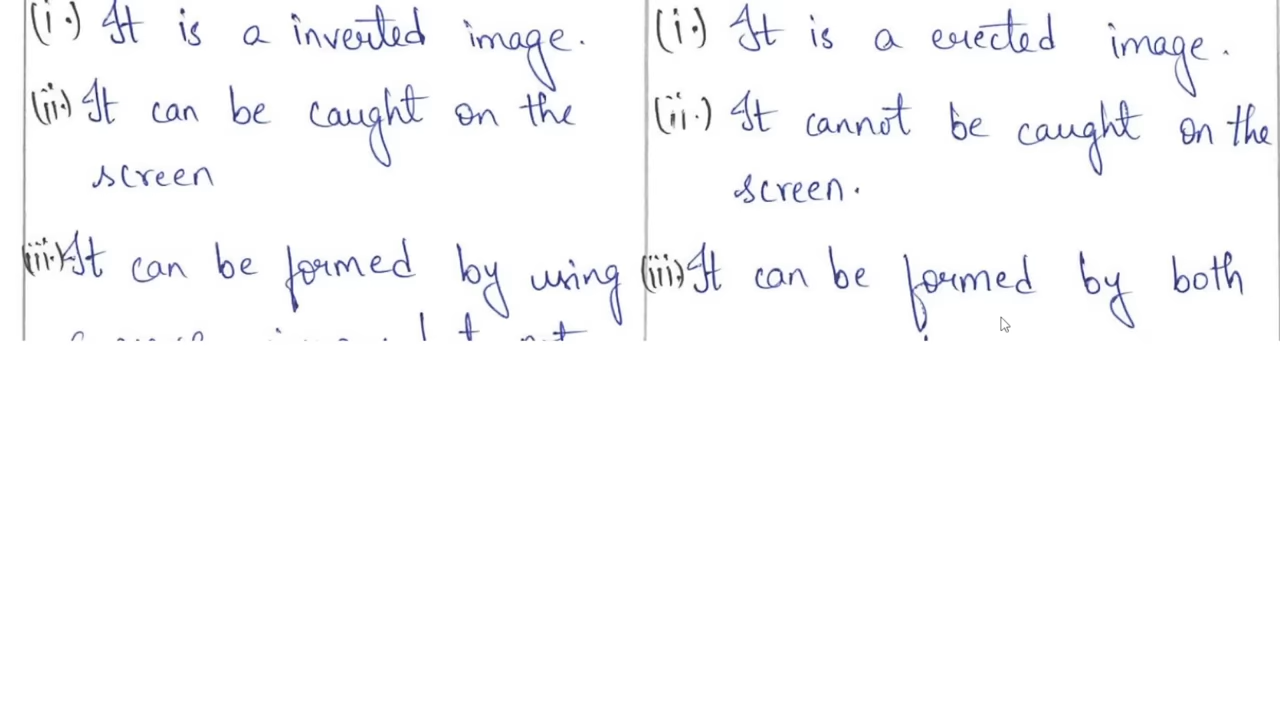 (i.) It is a inverted image.
(ii.) It can be caught on the
screen
(iii.) It can be formed by using
(i.) It is a erected image.
(ii.) It cannot be caught on the
screen.
(iii) It can be formed by both